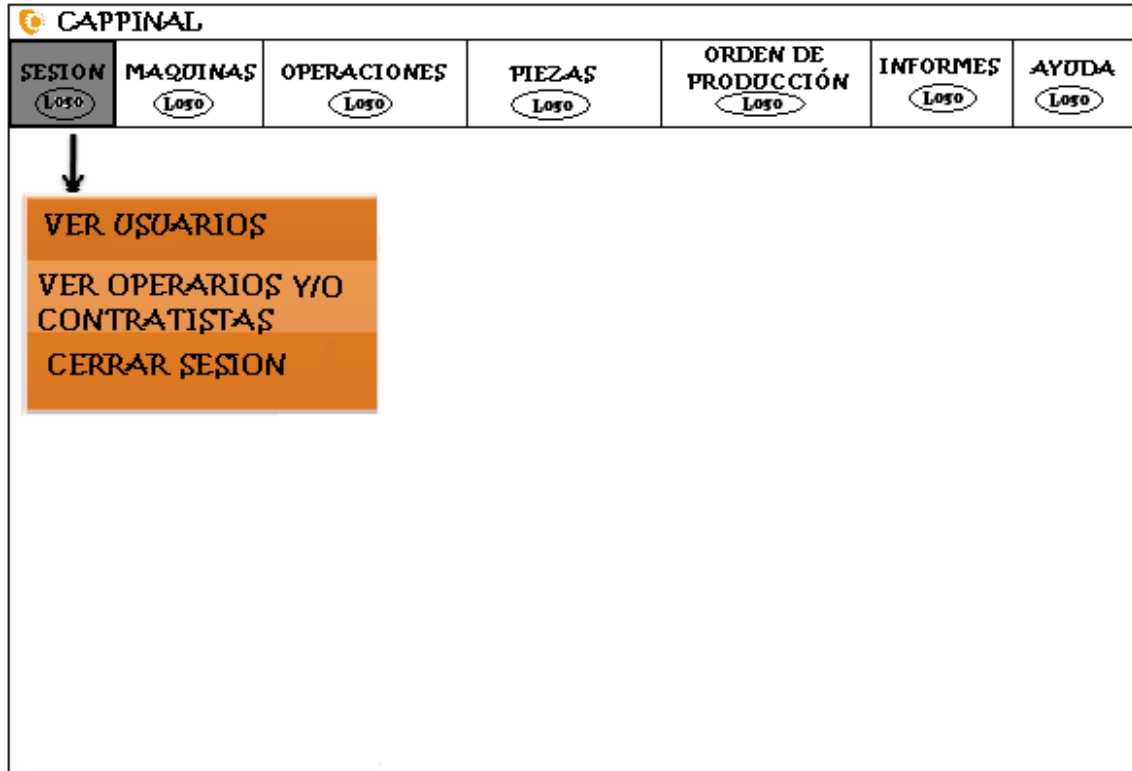 CAPPINAL
SESION
Logo
MAQUINAS
Logo
OPERACIONES
Logo
PIEZAS
Logo
ORDEN DE
PRODUCCIÓN
Logo
INFORMES
Logo
AYUDA
Logo
VER USUARIOS
VER OPERARIOS Y/O
CONTRATISTAS
CERRAR SESION